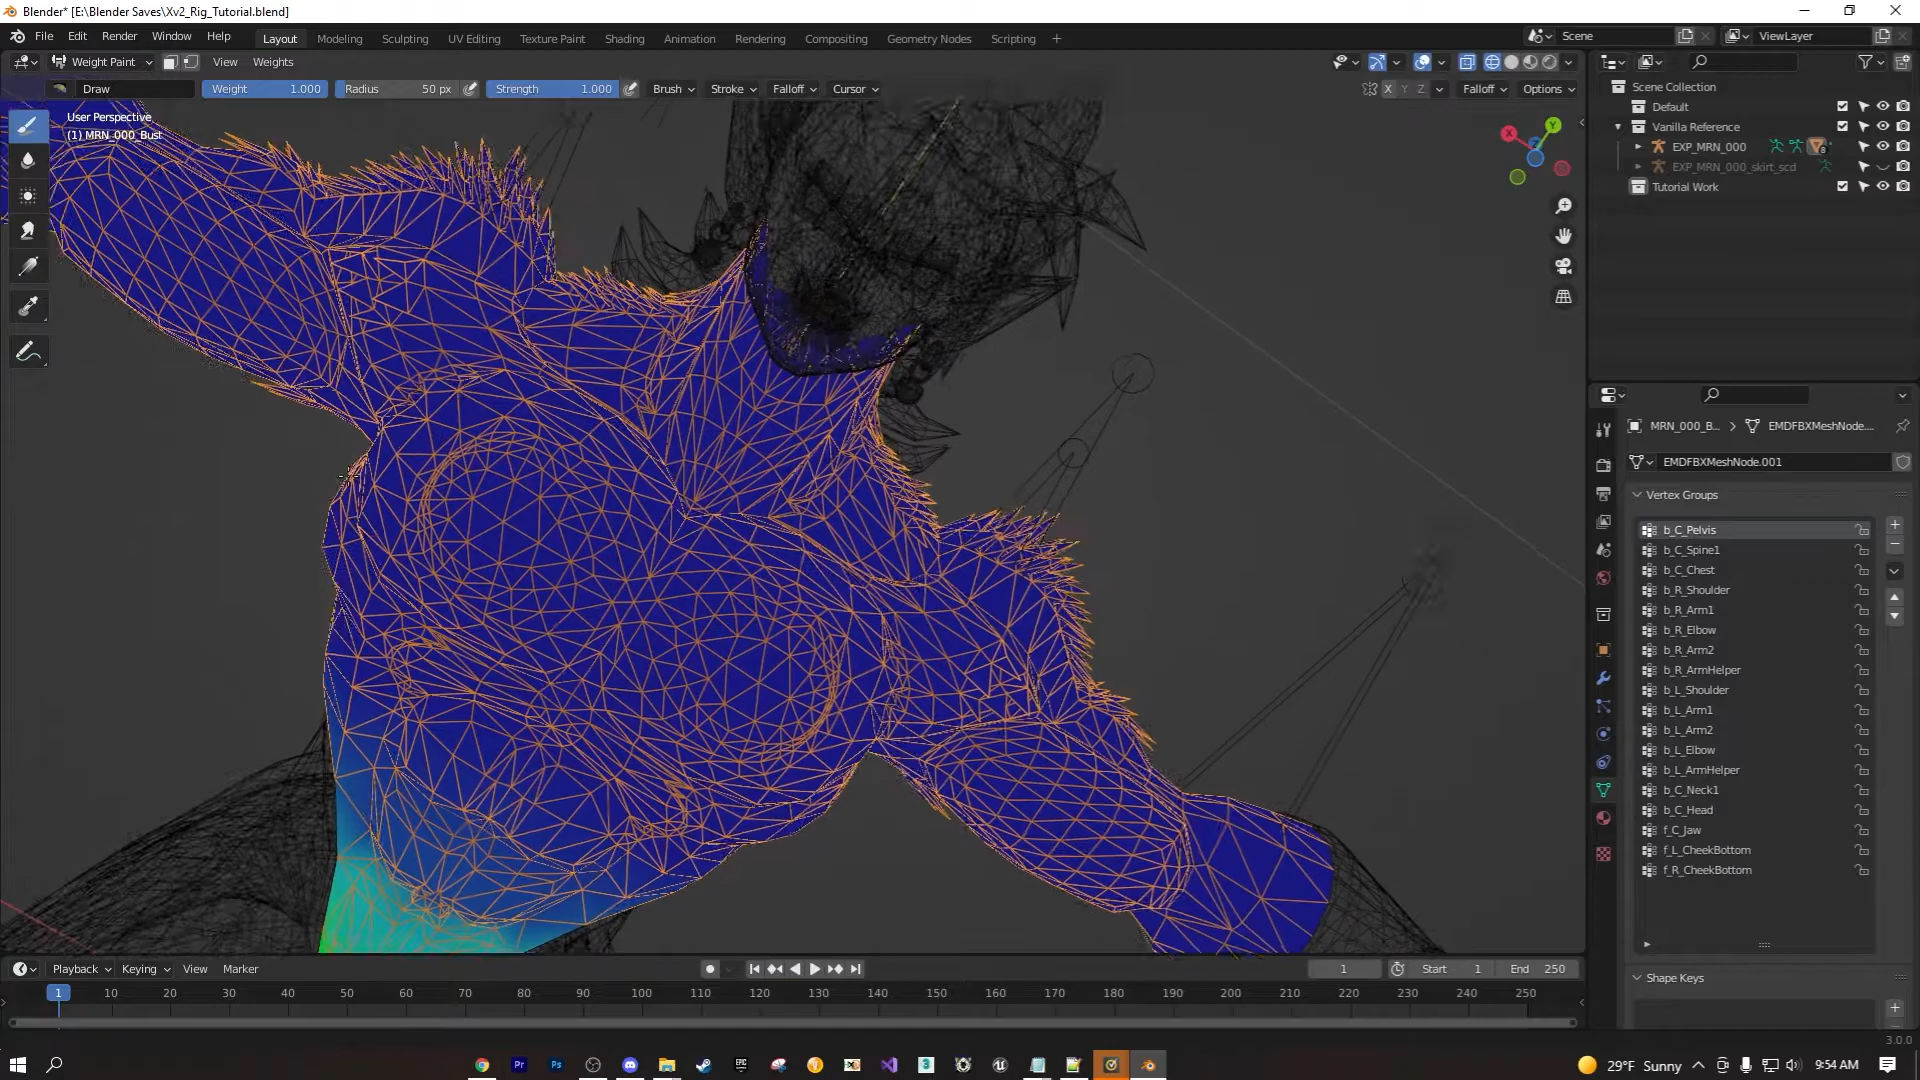 Blender* [E:\Blender Saves\Xv2_Rig_Tutorial.blend]
File Edit Render Window Help Layout Modeling Sculpting UV Editing Texture Paint Shading Animation Rendering Compositing Geometry Nodes Scripting + Scene ViewLayer
Weight Paint View Weights
Draw Weight 1.000 Radius 50 px Strength 1.000 Brush Stroke Falloff Cursor X Y Z Falloff Options
User Perspective
(1) MRN_000_Bust
X Y Z
Scene Collection
Default
Vanilla Reference
EXP_MRN_000 8
EXP_MRN_000_skirt_scd
Tutorial Work
MRN_000_B... > EMDFBXMeshNode....
EMDFBXMeshNode.001
Vertex Groups
b_C_Pelvis
b_C_Spine1
b_C_Chest
b_R_Shoulder
b_R_Arm1
b_R_Elbow
b_R_Arm2
b_R_ArmHelper
b_L_Shoulder
b_L_Arm1
b_L_Arm2
b_L_Elbow
b_L_ArmHelper
b_C_Neck1
b_C_Head
f_C_Jaw
f_L_CheekBottom
f_R_CheekBottom
Shape Keys
Playback Keying View Marker 1 Start 1 End 250
1 10 20 30 40 50 60 70 80 90 100 110 120 130 140 150 160 170 180 190 200 210 220 230 240 250
3.0.0
29°F Sunny 9:54 AM